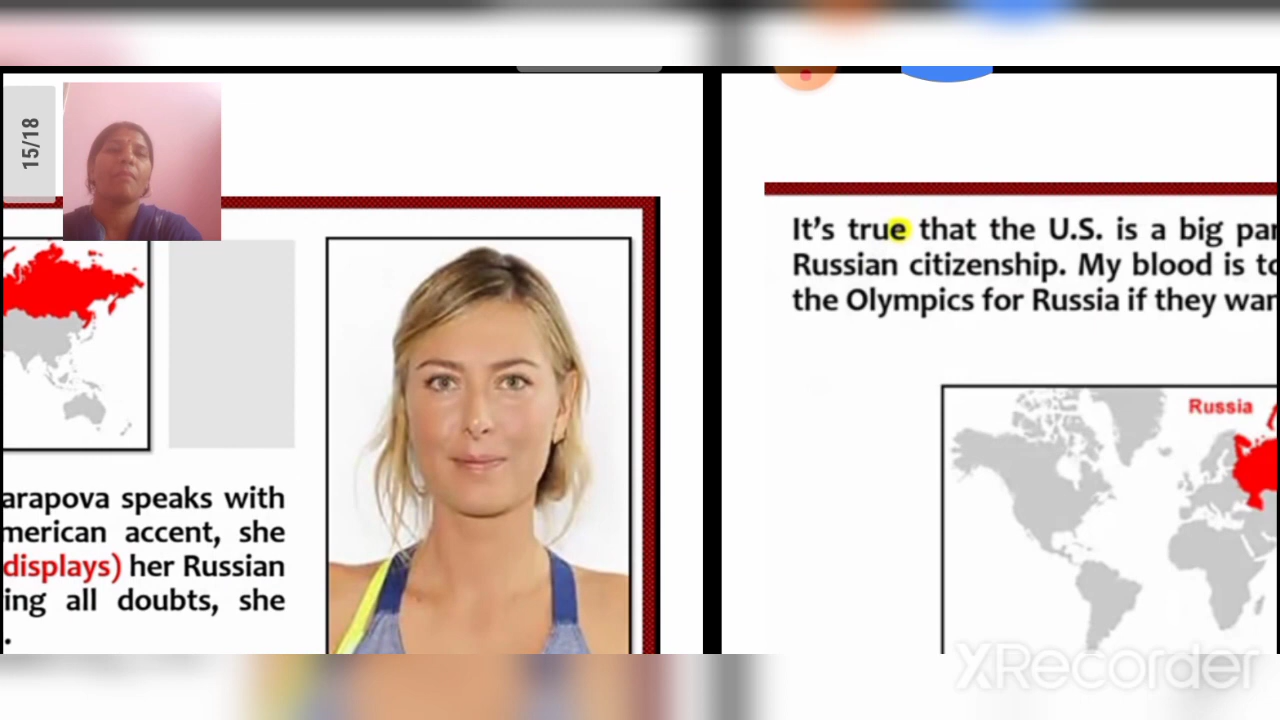 15/18
arapova speaks with
merican accent, she
displays) her Russian
ing all doubts, she
.
It's true that the U.S. is a big par
Russian citizenship. My blood is to
the Olympics for Russia if they wan
Russia
XRecorder